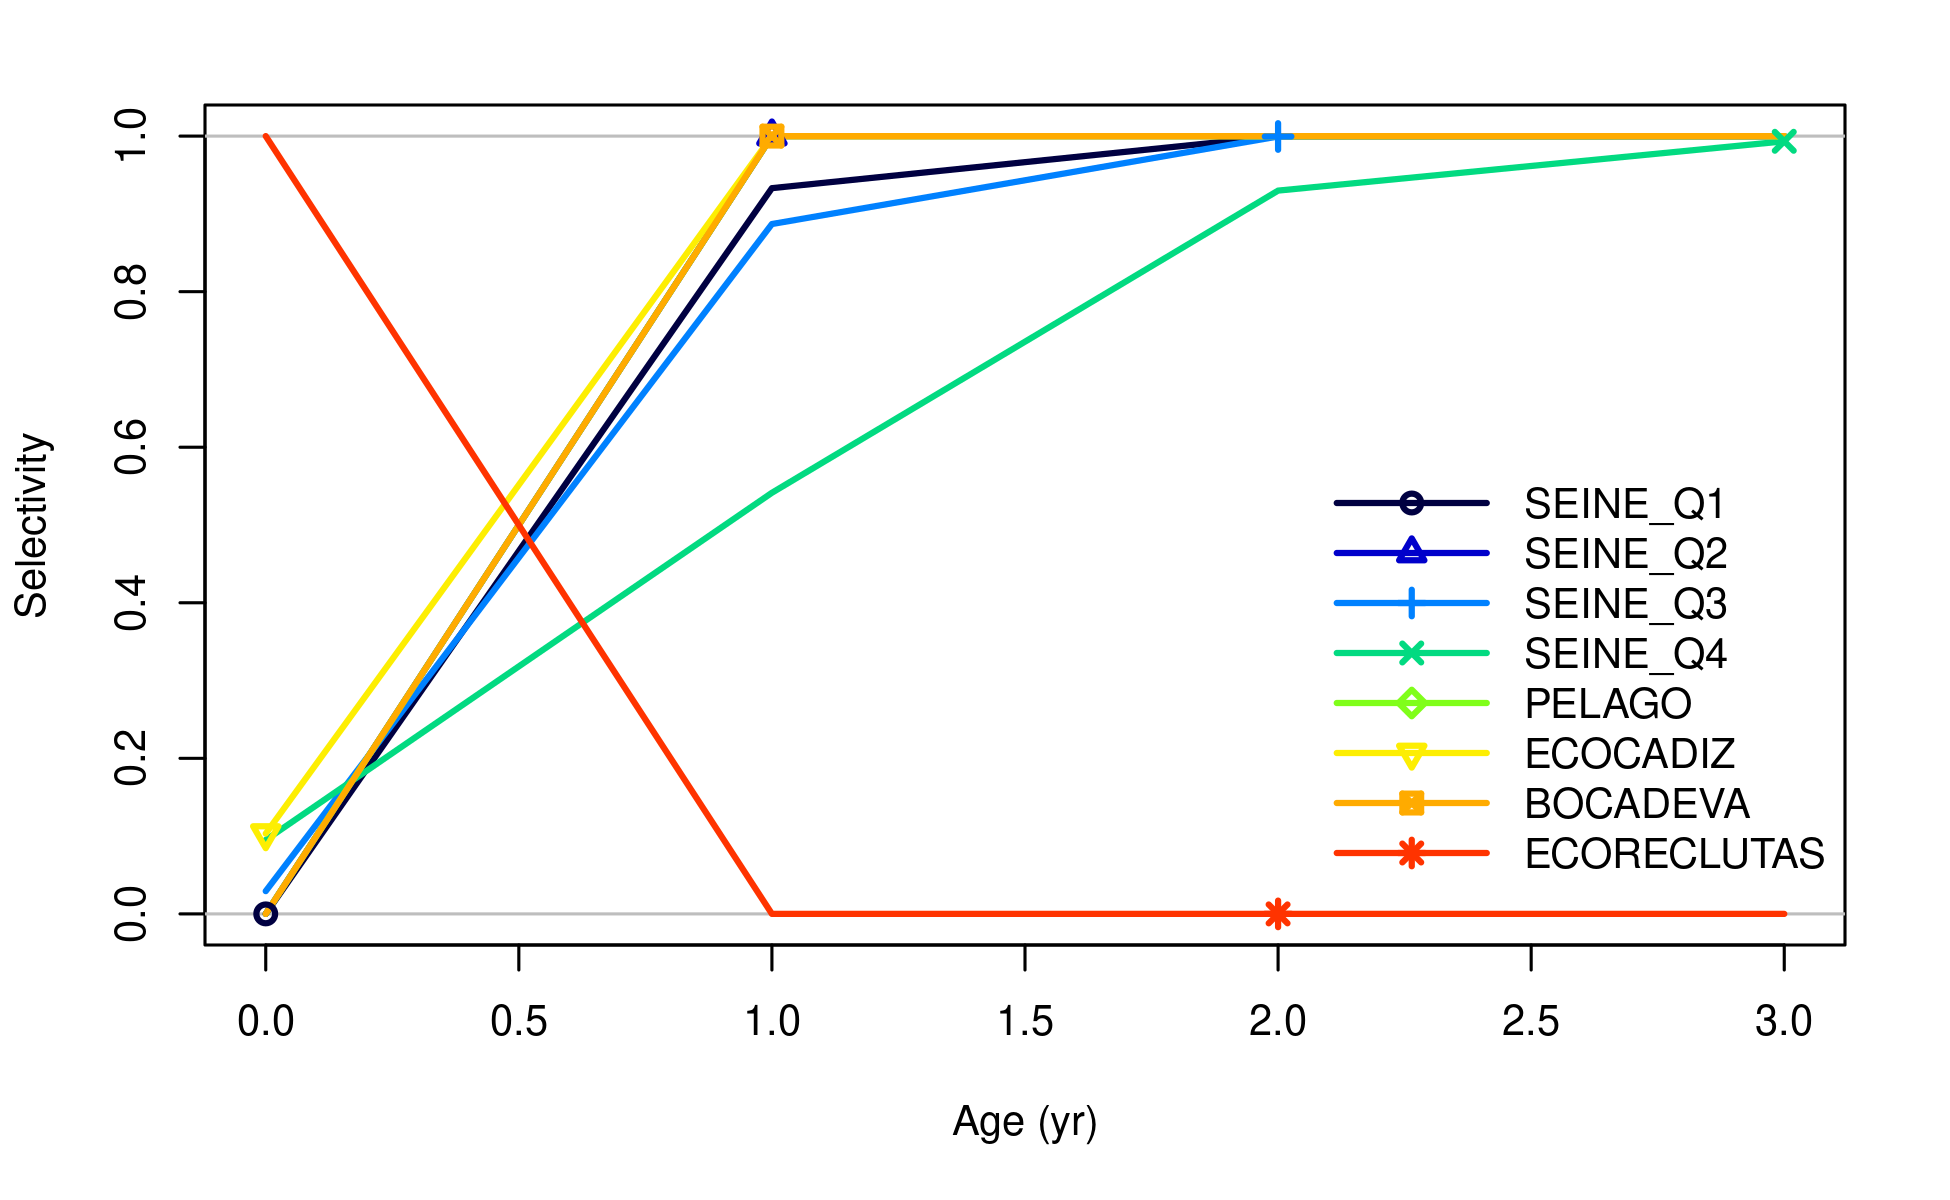 Selectivity
1.0
0.8
0.6
0.4
0.2
0.0
SEINE_Q1
SEINE_Q2
SEINE_Q3
SEINE_Q4
PELAGO
ECOCADIZ
BOCADEVA
ECORECLUTAS
0.0 0.5 1.0 1.5 2.0 2.5 3.0
Age (yr)